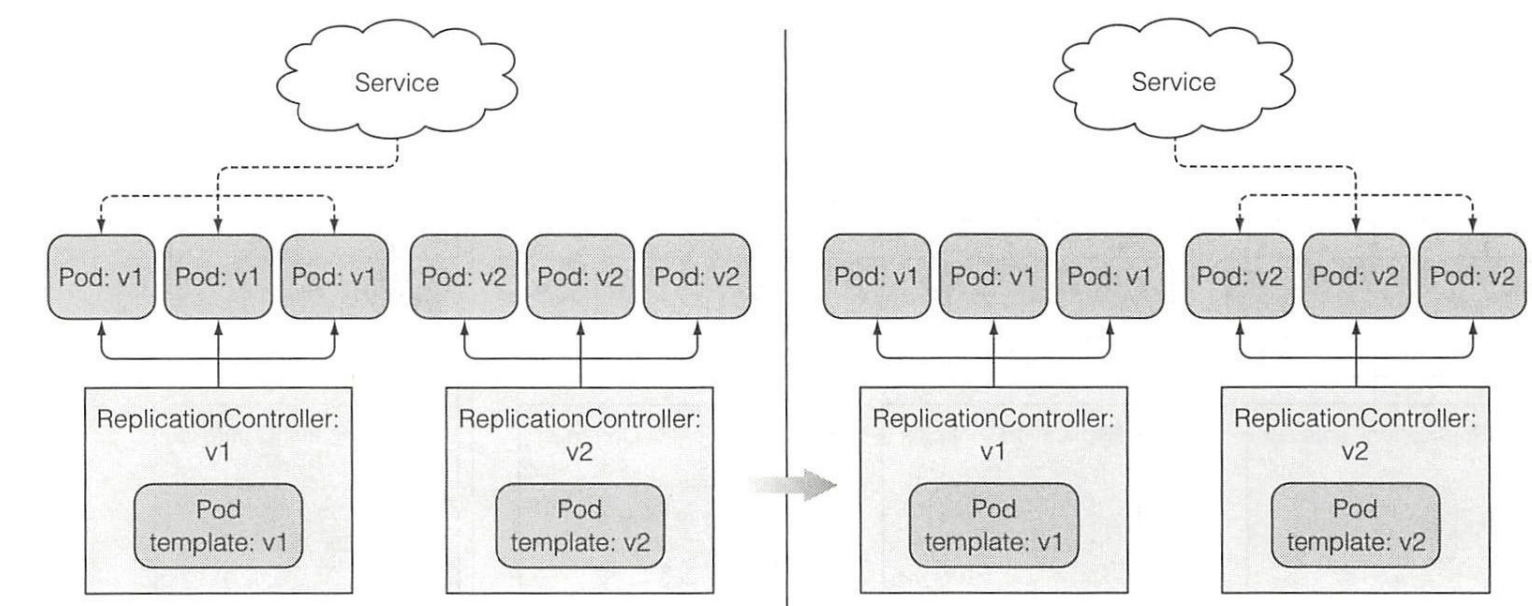 Service
Service
Pod: v1
Pod: v1
Pod: v1
Pod: v2
Pod: v2
Pod: v2
Pod: v1
Pod: v1
Pod: v1
Pod: v2
Pod: v2
Pod: v2
ReplicationController:
v1
Pod
template: v1
ReplicationController:
v2
Pod
template: v2
ReplicationController:
v1
Pod
template: v1
ReplicationController:
v2
Pod
template: v2